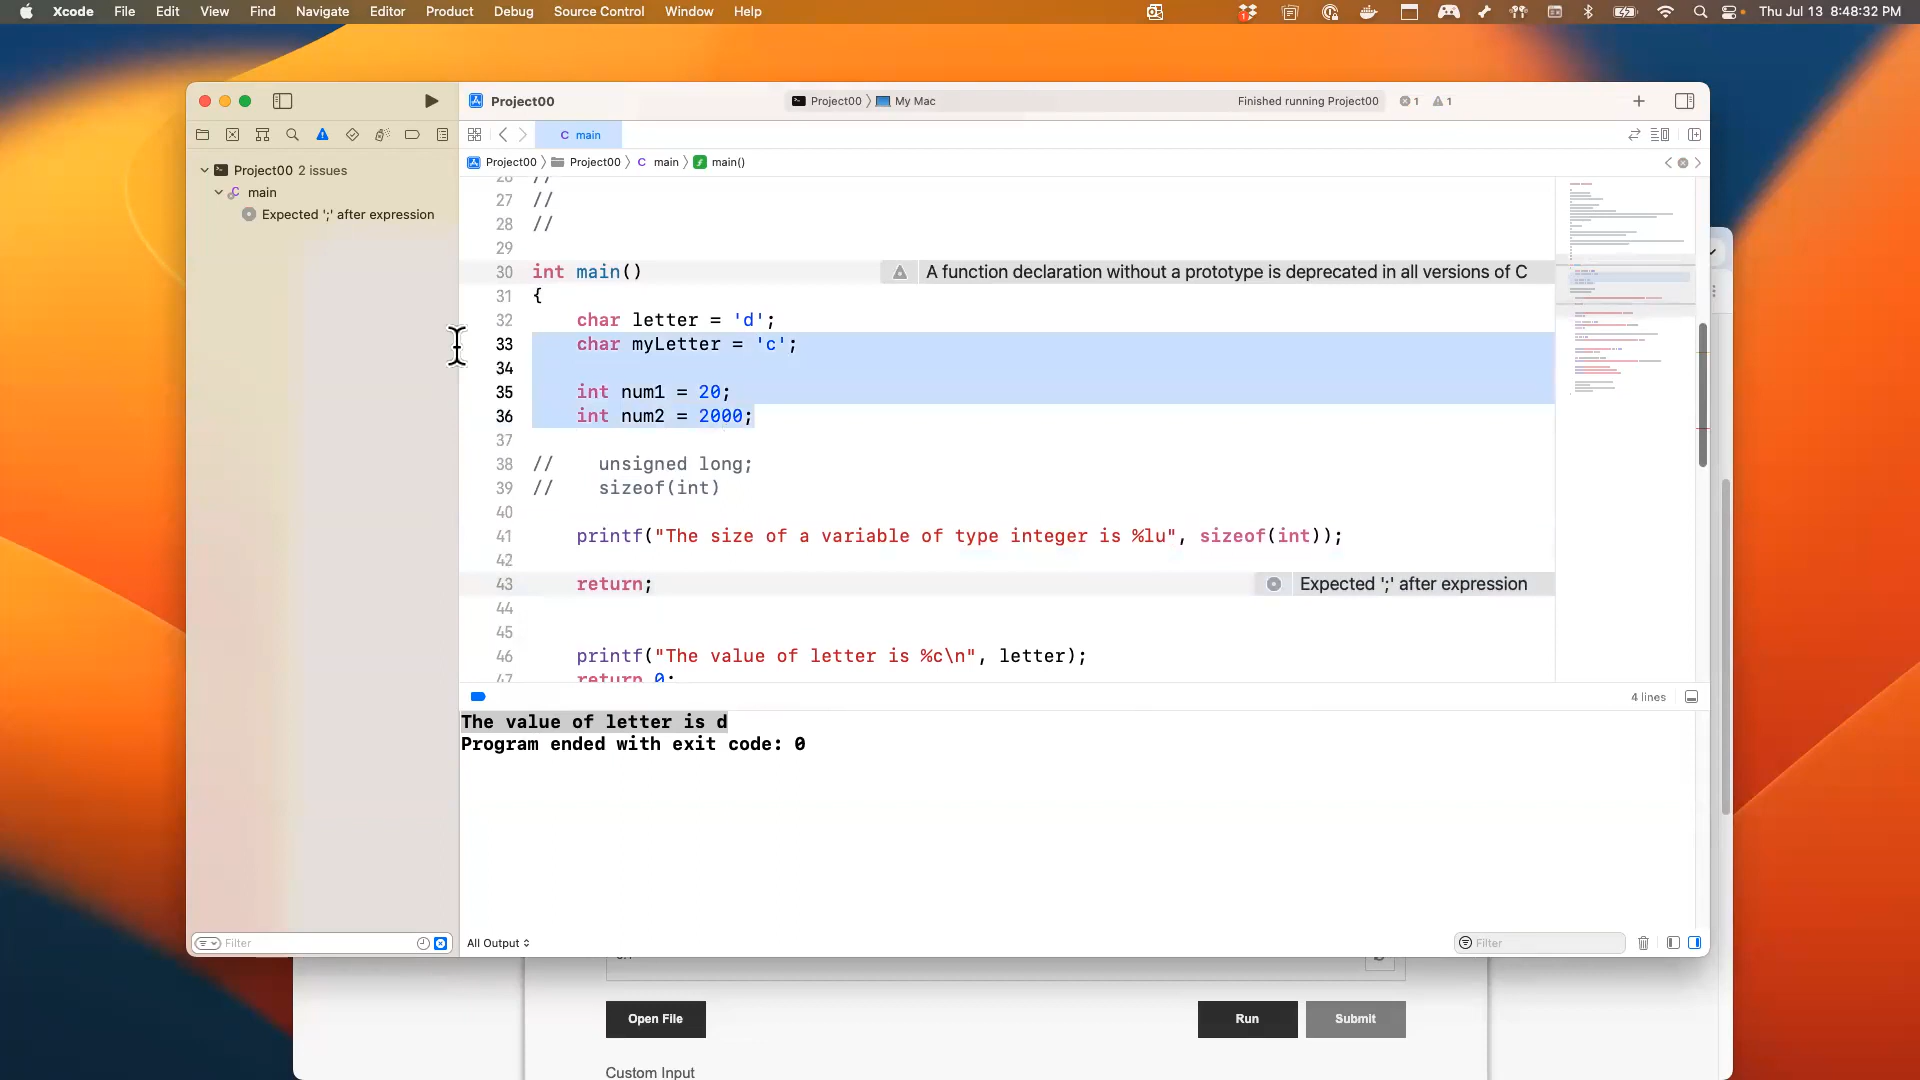 Xcode File Edit View Find Navigate Editor Product Debug Source Control Window Help Thu Jul 13 8:48:32 PM
Project00 Project00 My Mac Finished running Project00 1 1
main
Project00 Project00 main main()
Project00 2 issues
main
Expected ';' after expression
26 //
27 //
28 //
29
30 int main() A function declaration without a prototype is deprecated in all versions of C
31 {
32 char letter = 'd';
33 char myLetter = 'c';
34
35 int num1 = 20;
36 int num2 = 2000;
37
38 // unsigned long;
39 // sizeof(int)
40
41 printf("The size of a variable of type integer is %lu", sizeof(int));
42
43 return; Expected ';' after expression
44
45
46 printf("The value of letter is %c\n", letter);
47 return 0;
4 lines
The value of letter is d
Program ended with exit code: 0
Filter All Output Filter
Open File Run Submit
Custom Input